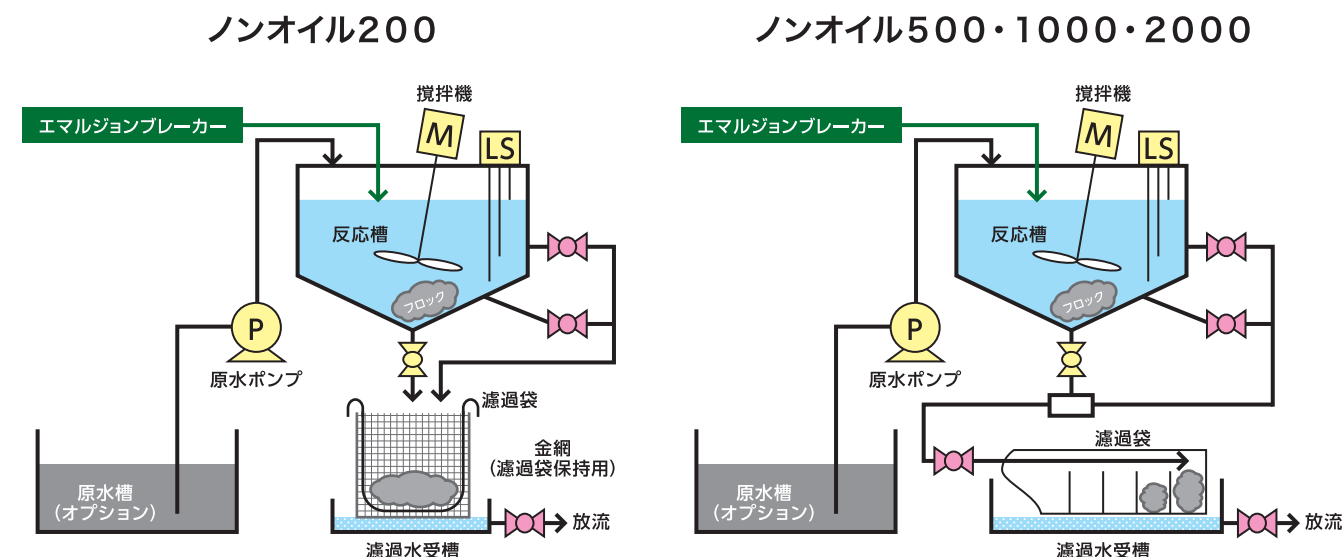 ノンオイル200
エマルジョンブレーカー
撹拌機
M
LS
反応槽
フロック
P
原水ポンプ
濾過袋
金網
(濾過袋保持用)
原水槽
(オプション)
放流
濾過水受槽
ノンオイル500・1000・2000
エマルジョンブレーカー
撹拌機
M
LS
反応槽
フロック
P
原水ポンプ
濾過袋
原水槽
(オプション)
放流
濾過水受槽